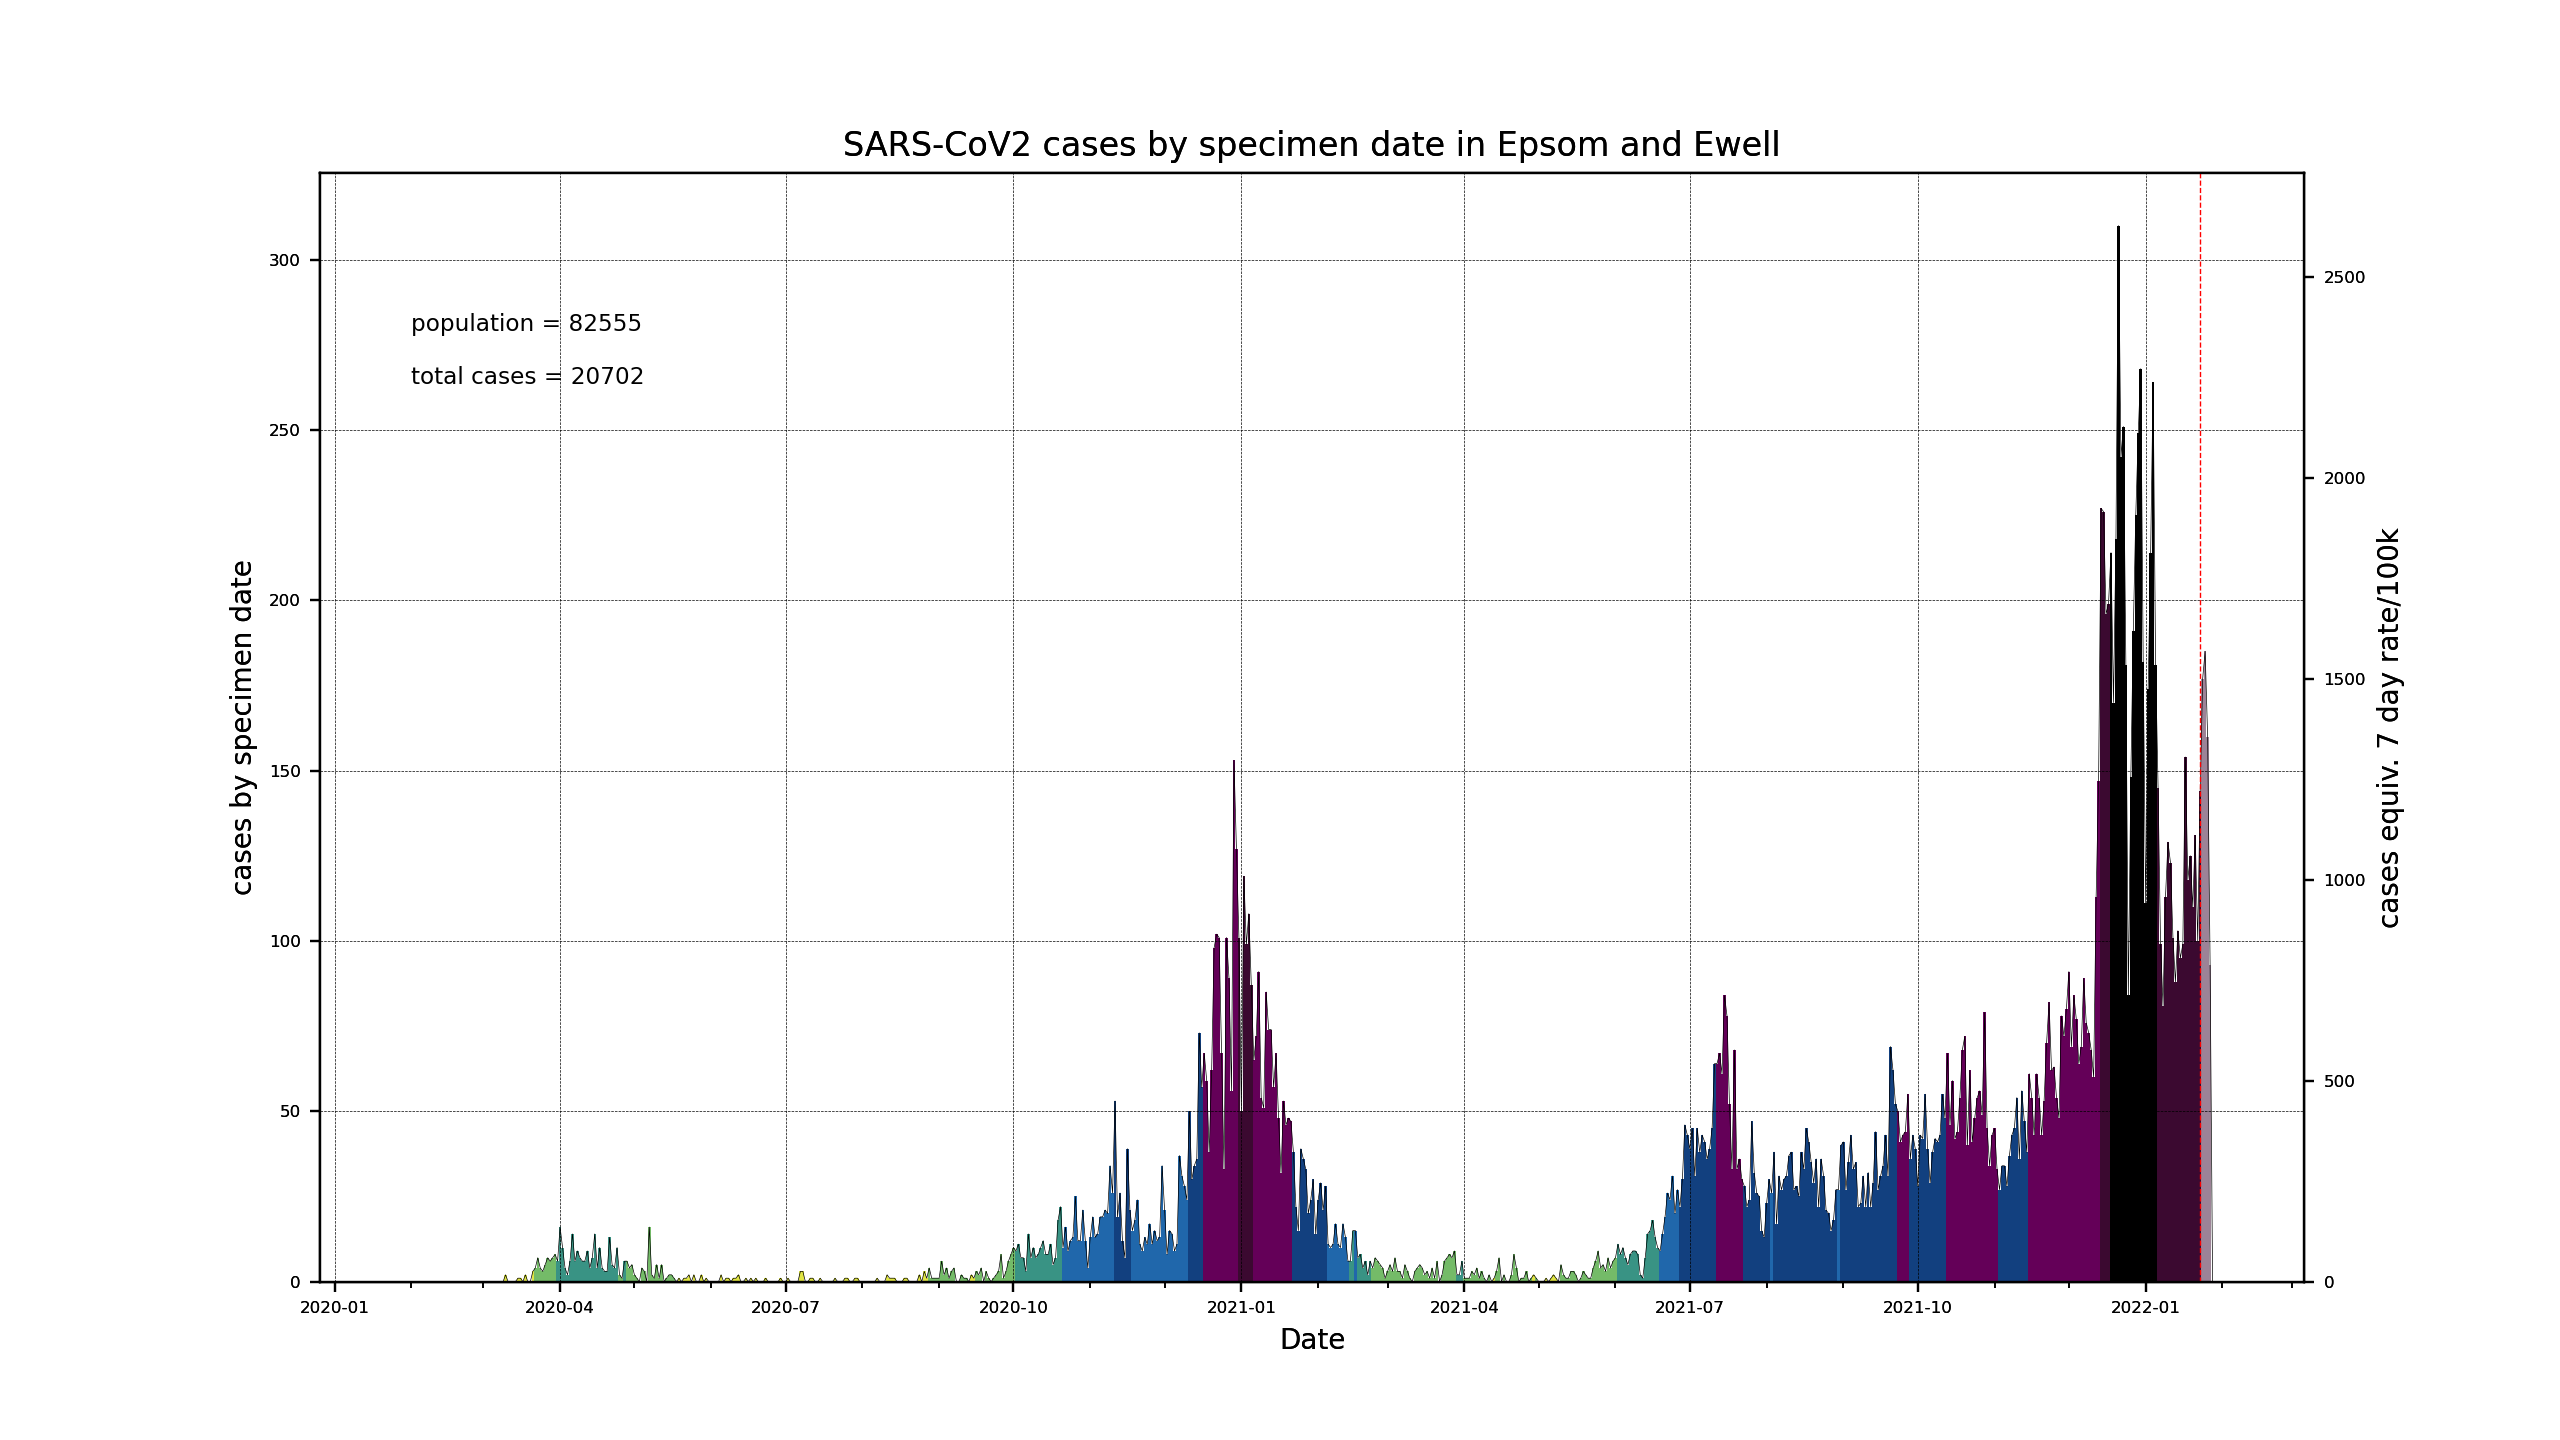 SARS-CoV2 cases by specimen date in Epsom and Ewell
population = 82555
total cases = 20702
cases by specimen date
300
250
200
150
100
50
0
2500
2000
1500
1000
500
0
cases equiv. 7 day rate/100k
2020-01 2020-04 2020-07 2020-10 2021-01 2021-04 2021-07 2021-10 2022-01
Date